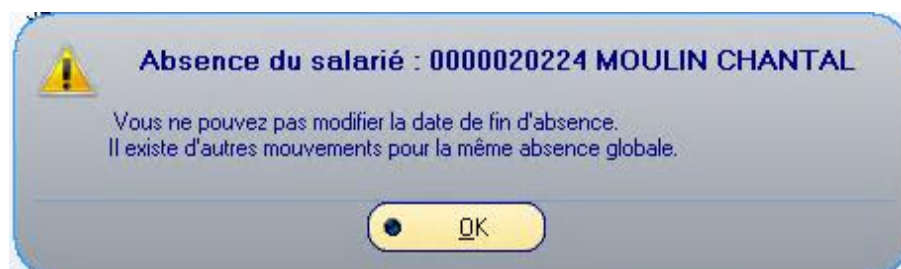 Absence du salarié : 0000020224 MOULIN CHANTAL
Vous ne pouvez pas modifier la date de fin d'absence.
Il existe d'autres mouvements pour la même absence globale.
OK